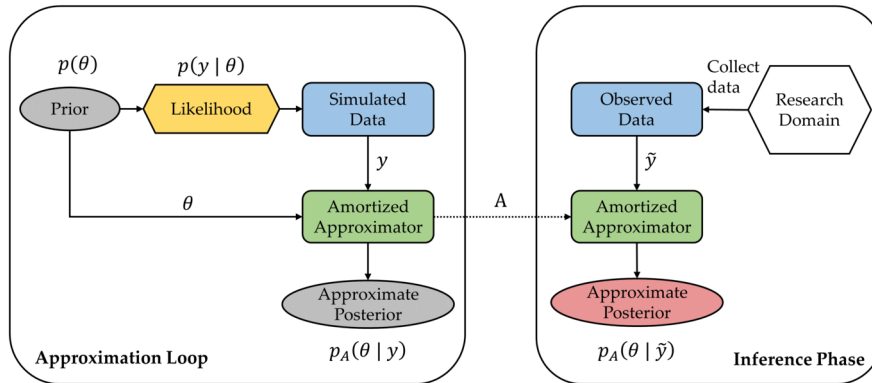 p(θ)
p(y | θ)
Prior
Likelihood
Simulated
Data
y
θ
Amortized
Approximator
Approximate
Posterior
p_A(θ | y)
Approximation Loop
A
Collect
data
Observed
Data
Research
Domain
ỹ
Amortized
Approximator
Approximate
Posterior
p_A(θ | ỹ)
Inference Phase